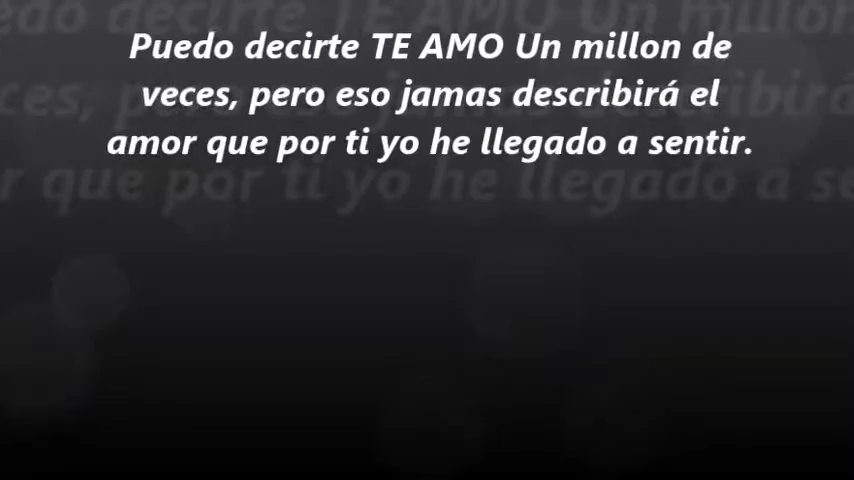 Puedo decirte TE AMO Un millon de
veces, pero eso jamas describirá el
amor que por ti yo he llegado a sentir.